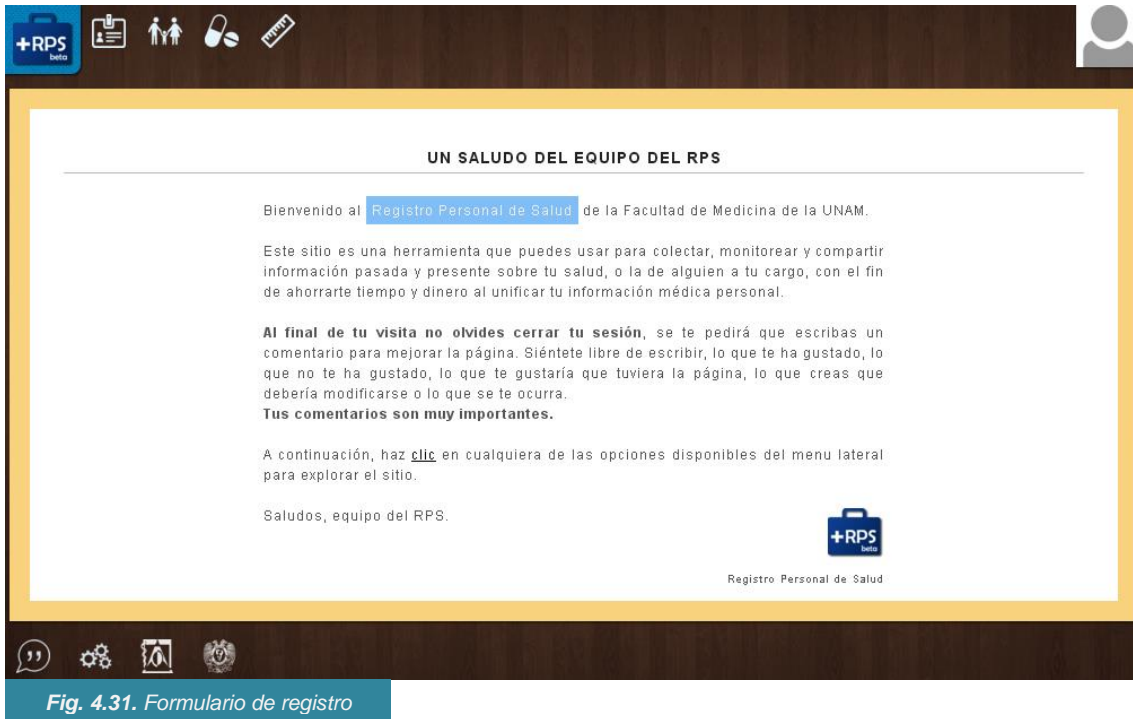 +RPS
beta
UN SALUDO DEL EQUIPO DEL RPS
Bienvenido al Registro Personal de Salud de la Facultad de Medicina de la UNAM.
Este sitio es una herramienta que puedes usar para colectar, monitorear y compartir
información pasada y presente sobre tu salud, o la de alguien a tu cargo, con el fin
de ahorrarte tiempo y dinero al unificar tu información médica personal.
Al final de tu visita no olvides cerrar tu sesión, se te pedirá que escribas un
comentario para mejorar la página. Siéntete libre de escribir, lo que te ha gustado, lo
que no te ha gustado, lo que te gustaría que tuviera la página, lo que creas que
debería modificarse o lo que se te ocurra.
Tus comentarios son muy importantes.
A continuación, haz clic en cualquiera de las opciones disponibles del menu lateral
para explorar el sitio.
Saludos, equipo del RPS.
+RPS
beta
Registro Personal de Salud
Fig. 4.31. Formulario de registro